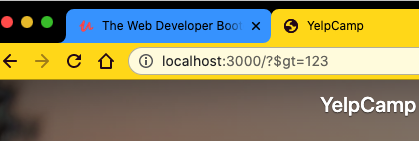 The Web Developer Boot
YelpCamp
localhost:3000/?$gt=123
YelpCamp